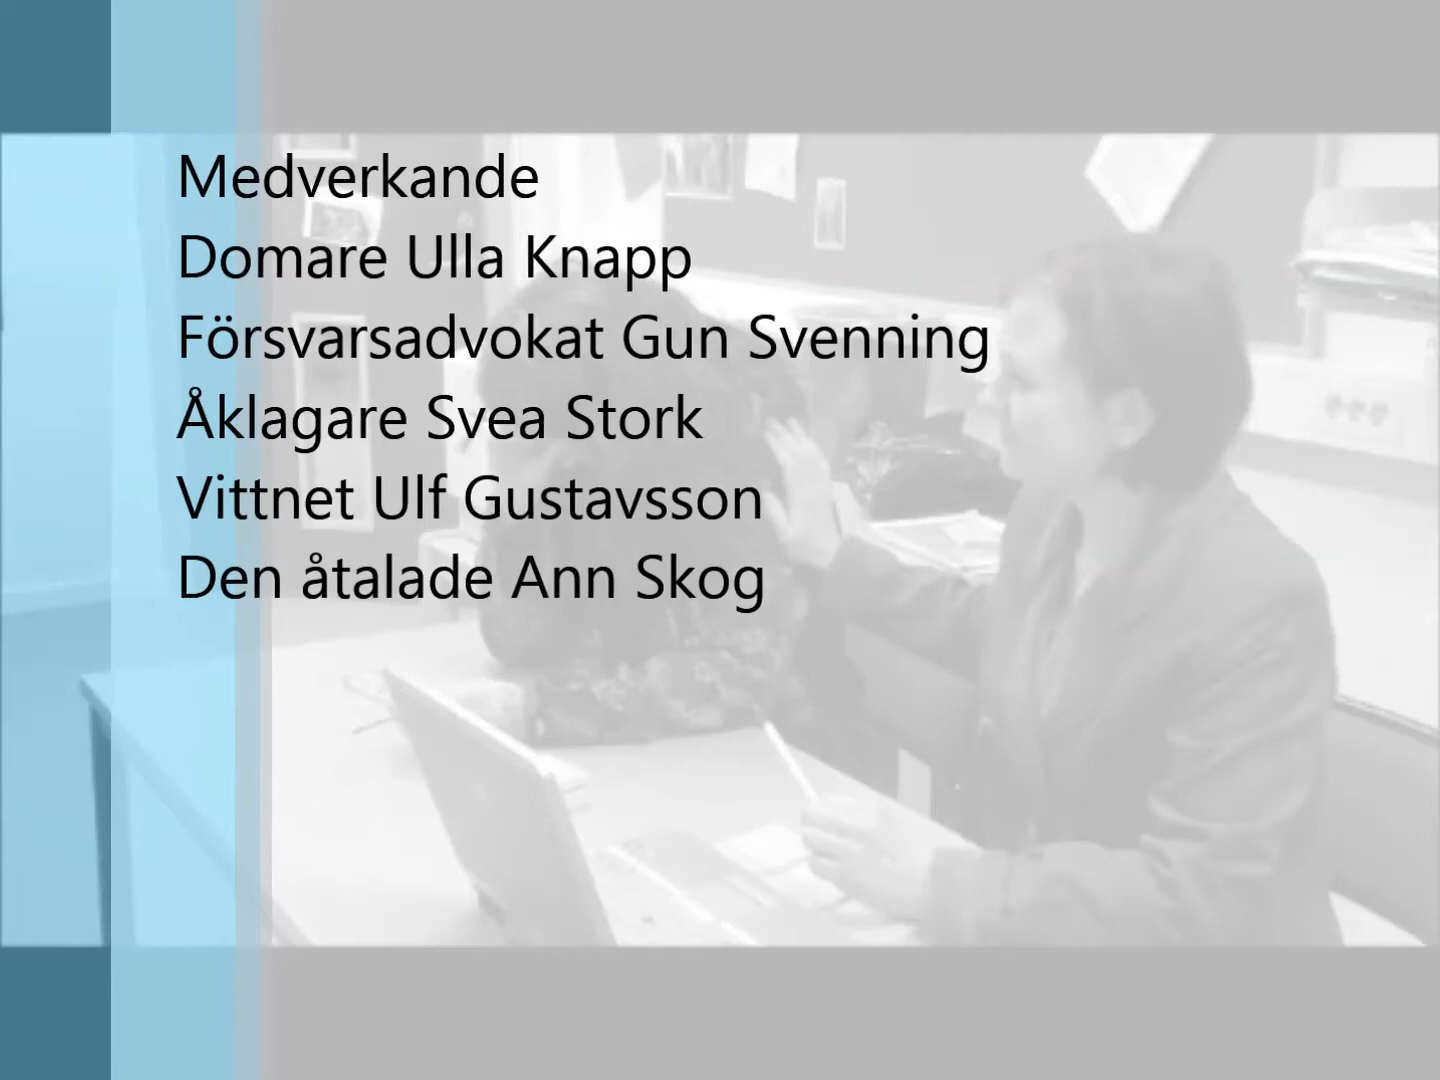 Medverkande
Domare Ulla Knapp
Försvarsadvokat Gun Svenning
Åklagare Svea Stork
Vittnet Ulf Gustavsson
Den åtalade Ann Skog